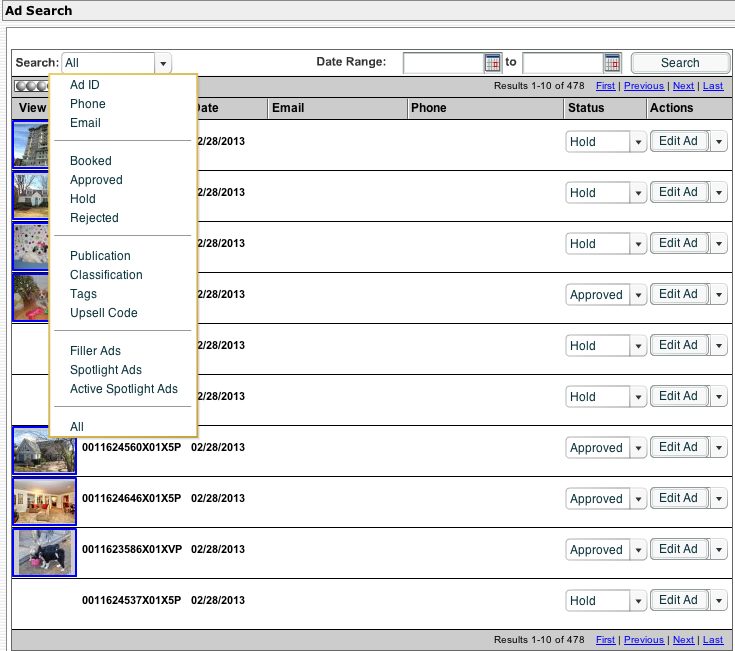 Ad Search
Search: All Date Range: to Search
Results 1-10 of 478 First | Previous | Next | Last
View Date Email Phone Status Actions
Ad ID
Phone
Email
Booked
Approved
Hold
Rejected
Publication
Classification
Tags
Upsell Code
Filler Ads
Spotlight Ads
Active Spotlight Ads
All
02/28/2013 Hold Edit Ad
02/28/2013 Hold Edit Ad
02/28/2013 Hold Edit Ad
02/28/2013 Approved Edit Ad
02/28/2013 Hold Edit Ad
02/28/2013 Hold Edit Ad
0011624560X01X5P 02/28/2013 Approved Edit Ad
0011624646X01X5P 02/28/2013 Approved Edit Ad
0011623586X01XVP 02/28/2013 Approved Edit Ad
0011624537X01X5P 02/28/2013 Hold Edit Ad
Results 1-10 of 478 First | Previous | Next | Last